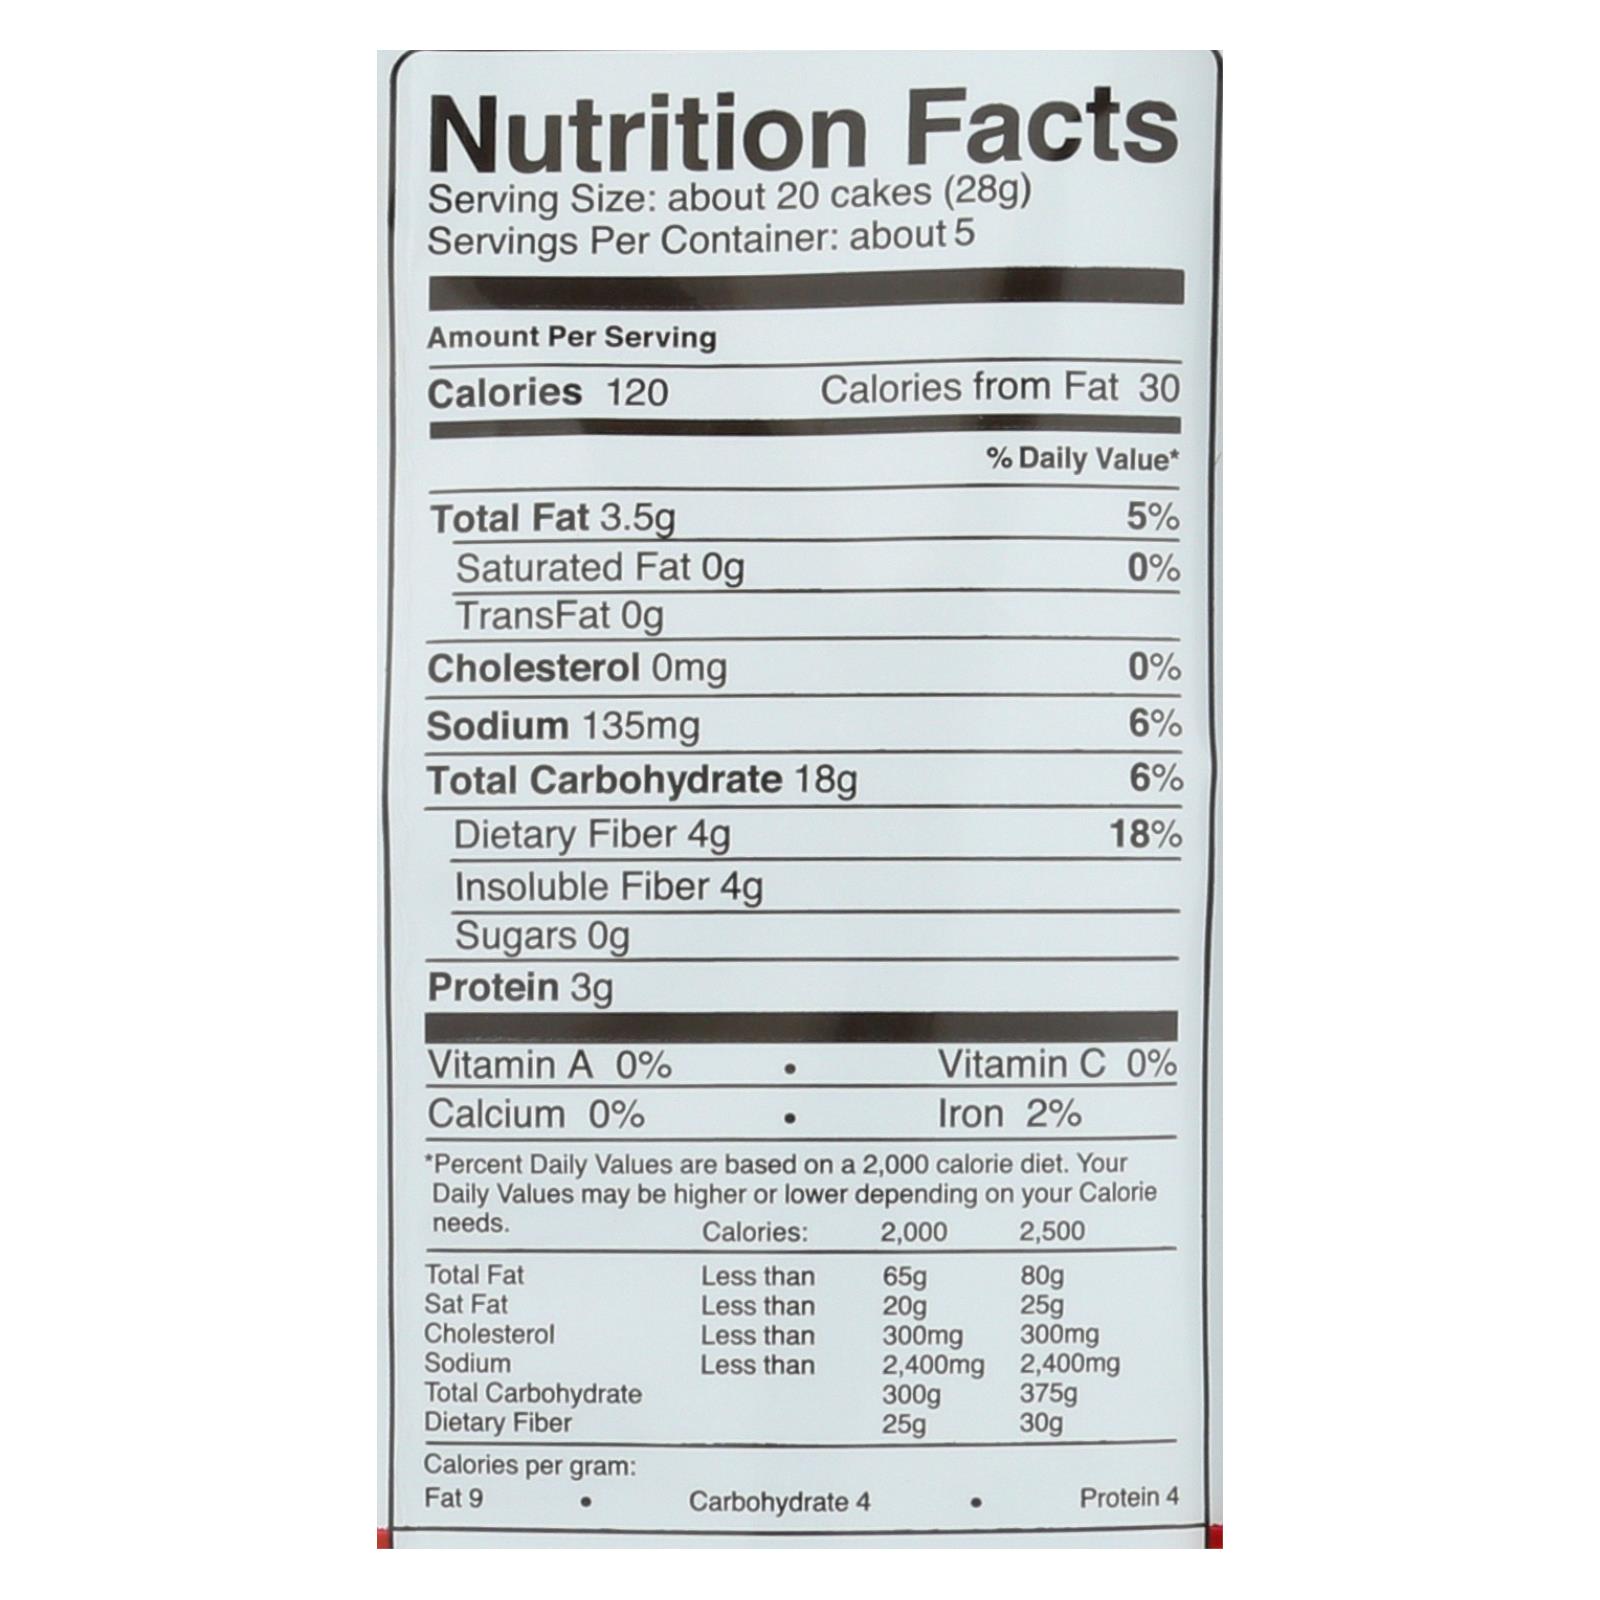 Nutrition Facts
Serving Size: about 20 cakes (28g)
Servings Per Container: about 5
Amount Per Serving
Calories 120 Calories from Fat 30
% Daily Value*
Total Fat 3.5g 5%
Saturated Fat 0g 0%
TransFat 0g
Cholesterol 0mg 0%
Sodium 135mg 6%
Total Carbohydrate 18g 6%
Dietary Fiber 4g 18%
Insoluble Fiber 4g
Sugars 0g
Protein 3g
Vitamin A 0% • Vitamin C 0%
Calcium 0% • Iron 2%
*Percent Daily Values are based on a 2,000 calorie diet. Your
Daily Values may be higher or lower depending on your Calorie
needs. Calories: 2,000 2,500
Total Fat Less than 65g 80g
Sat Fat Less than 20g 25g
Cholesterol Less than 300mg 300mg
Sodium Less than 2,400mg 2,400mg
Total Carbohydrate 300g 375g
Dietary Fiber 25g 30g
Calories per gram:
Fat 9 • Carbohydrate 4 • Protein 4